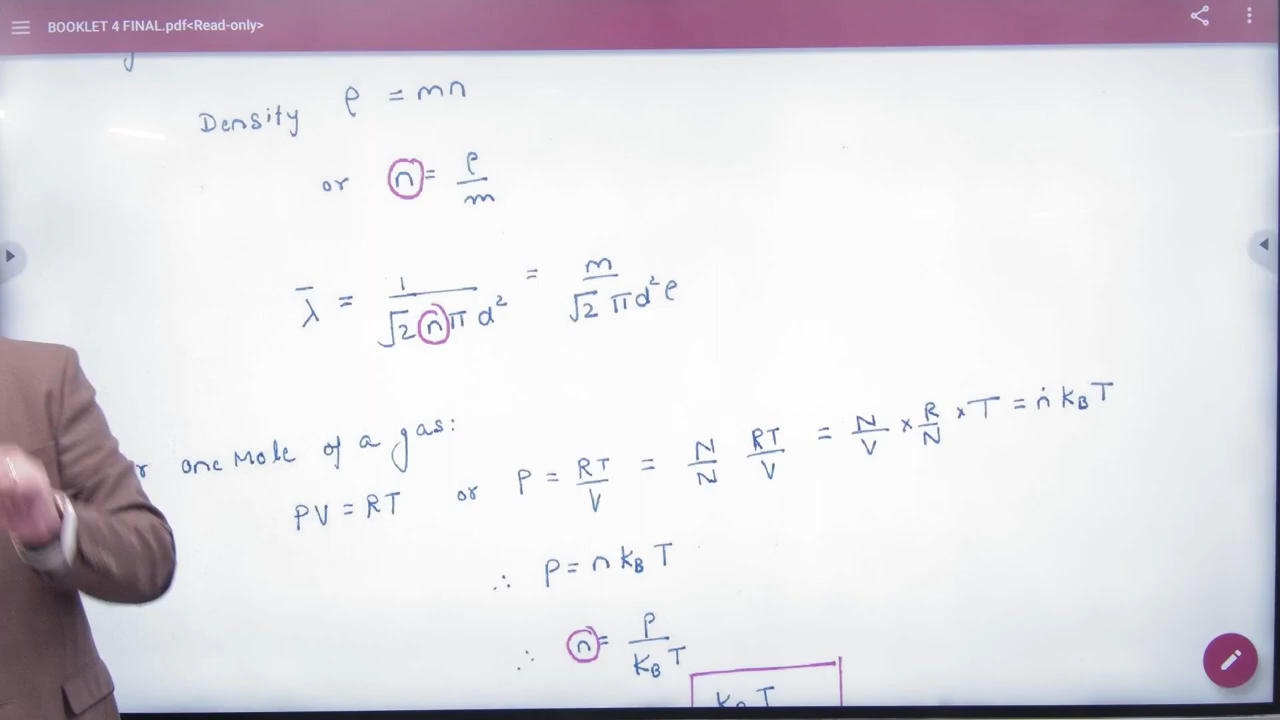 BOOKLET 4 FINAL.pdf<Read-only>
Density ρ = mn
or n = ρ/m
λ̄ = 1/(√2 n π d²) = m/(√2 π d² ρ)
one Mole of a gas:
PV = RT or P = RT/V = N/N RT/V = N/V × R/N × T = n k_B T
∴ P = n k_B T
∴ n = P/(k_B T)
k_B T